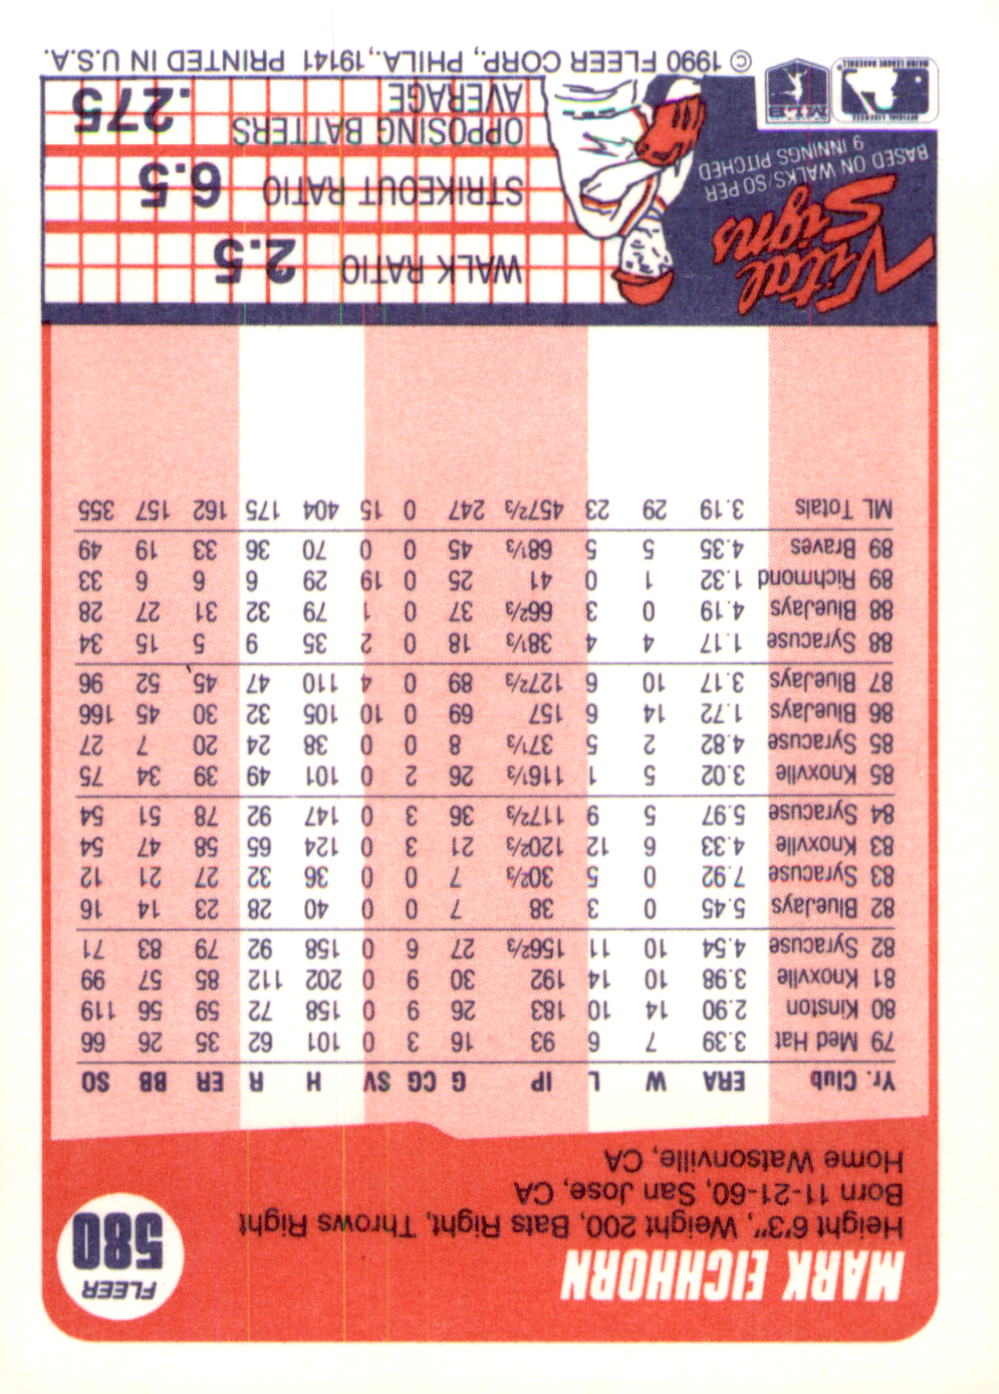 FLEER
580
MARK EICHHORN
Height 6'3", Weight 200, Bats Right, Throws Right
Born 11-21-60, San Jose, CA
Home Watsonville, CA
Yr. Club ERA W L IP G CG SV H R ER BB SO
79 Med Hat 3.39 7 6 93 16 3 0 101 62 35 26 66
80 Kinston 2.90 14 10 183 26 9 0 158 72 59 56 119
81 Knoxville 3.98 10 14 192 30 9 0 202 112 85 57 99
82 Syracuse 4.54 10 11 156⅔ 27 6 0 158 92 79 83 71
82 BlueJays 5.45 0 3 38 7 0 0 40 28 23 14 16
83 Syracuse 7.92 0 5 30⅔ 7 0 0 36 32 27 21 12
83 Knoxville 4.33 6 12 120⅔ 21 3 0 124 65 58 47 54
84 Syracuse 5.97 5 9 117⅔ 36 3 0 147 92 78 51 54
85 Knoxville 3.02 5 1 116⅓ 26 2 0 101 49 39 34 75
85 Syracuse 4.82 2 5 37⅓ 8 0 0 38 24 20 7 27
86 BlueJays 1.72 14 6 157 69 0 10 105 32 30 45 166
87 BlueJays 3.17 10 6 127⅔ 89 0 4 110 47 45 52 96
88 Syracuse 1.17 4 4 38⅓ 18 0 2 35 9 5 15 34
88 BlueJays 4.19 0 3 66⅔ 37 0 1 79 32 31 27 28
89 Richmond 1.32 1 0 41 25 0 19 29 6 6 6 33
89 Braves 4.35 5 5 68⅓ 45 0 0 70 36 33 19 49
ML Totals 3.19 29 23 457⅔ 247 0 15 404 175 162 157 355
Vital
Signs
BASED ON WALKS/SO PER
9 INNINGS PITCHED
WALK RATIO 2.5
STRIKEOUT RATIO 6.5
OPPOSING BATTERS
AVERAGE .275
OFFICIAL LICENSEE
MAJOR LEAGUE BASEBALL
MLB
© 1990 FLEER CORP., PHILA., 19141 PRINTED IN U.S.A.